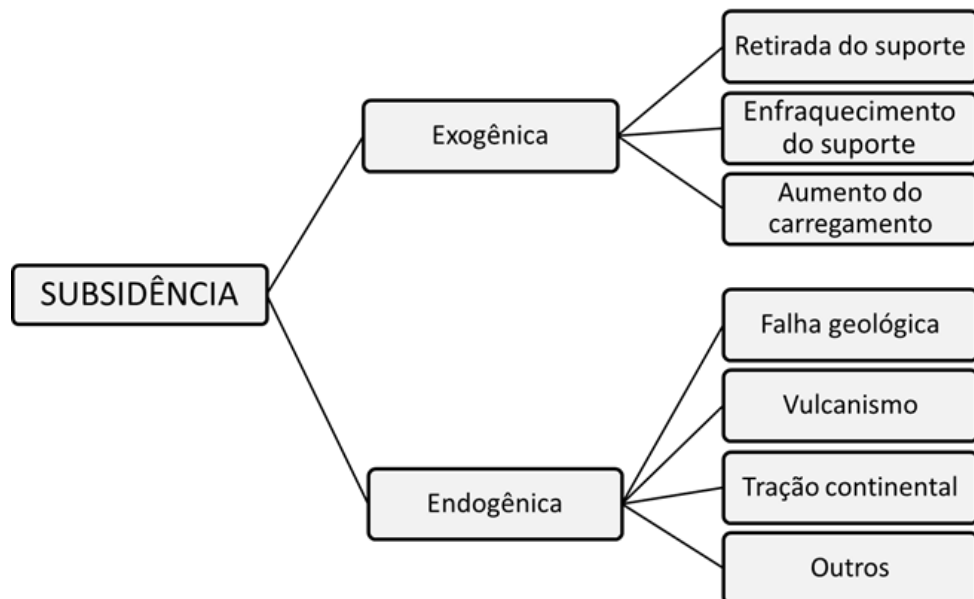 SUBSIDÊNCIA
Exogênica
Retirada do suporte
Enfraquecimento
do suporte
Aumento do
carregamento
Endogênica
Falha geológica
Vulcanismo
Tração continental
Outros